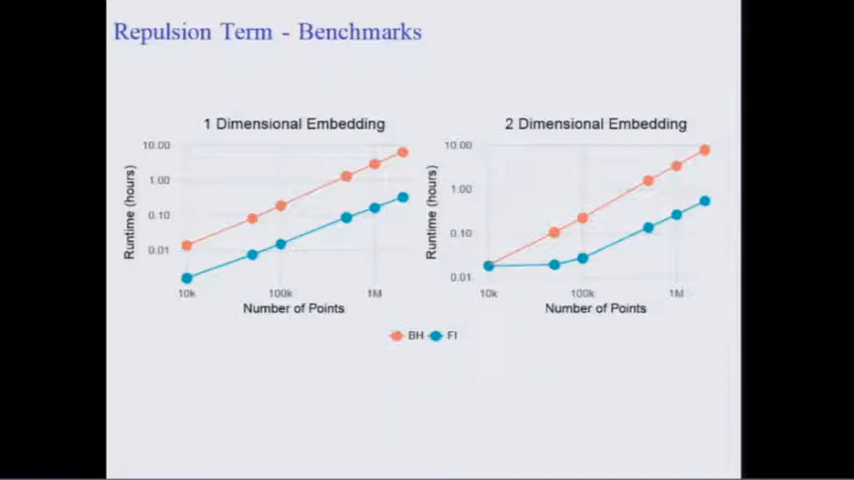 Repulsion Term - Benchmarks
1 Dimensional Embedding
10.00
1.00
0.10
0.01
Runtime (hours)
10k 100k 1M
Number of Points
2 Dimensional Embedding
10.00
1.00
0.10
0.01
Runtime (hours)
10k 100k 1M
Number of Points
BH FI